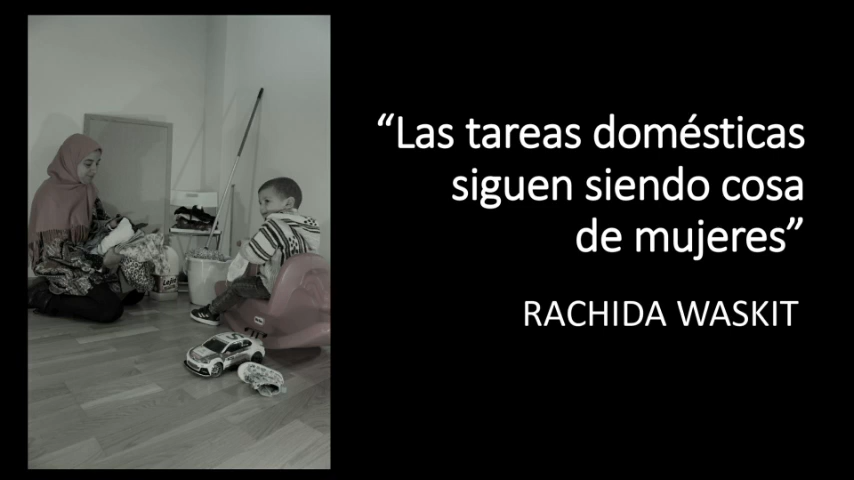 “Las tareas domésticas
siguen siendo cosa
de mujeres”
RACHIDA WASKIT